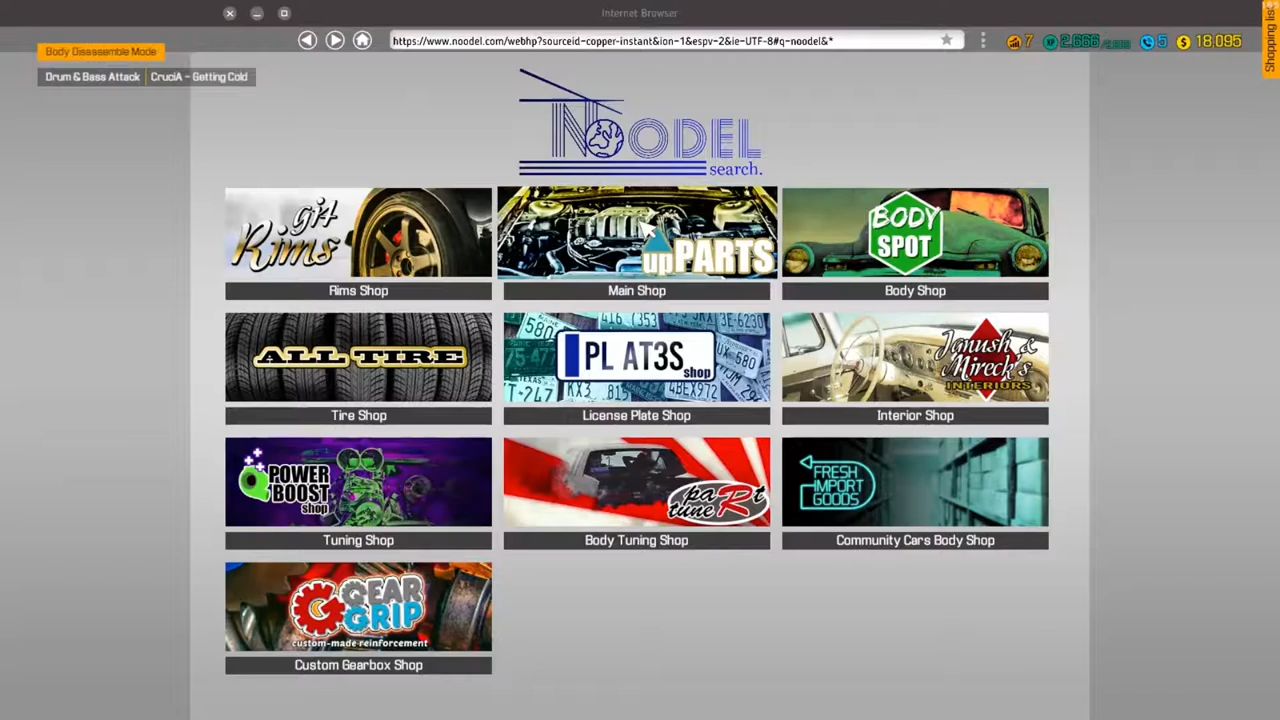 Internet Browser
Shopping list
https://www.noodel.com/webhp?sourceid-copper-instant&ion-1&espv-2&ie-UTF-8#q-noodel&*
7
5
18,095
Body Disassemble Mode
Drum & Bass Attack
CruciA - Getting Cold
NOODEL
search.
gj4
Rims
upPARTS
BODY
SPOT
Rims Shop
Main Shop
Body Shop
ALL TIRE
PL AT3S
shop
Janush &
Mireck's
INTERIORS
Tire Shop
License Plate Shop
Interior Shop
POWER
BOOST
shop
paRt
tune
FRESH
IMPORT
GOODS
Tuning Shop
Body Tuning Shop
Community Cars Body Shop
GEAR
GRIP
custom-made reinforcement
Custom Gearbox Shop